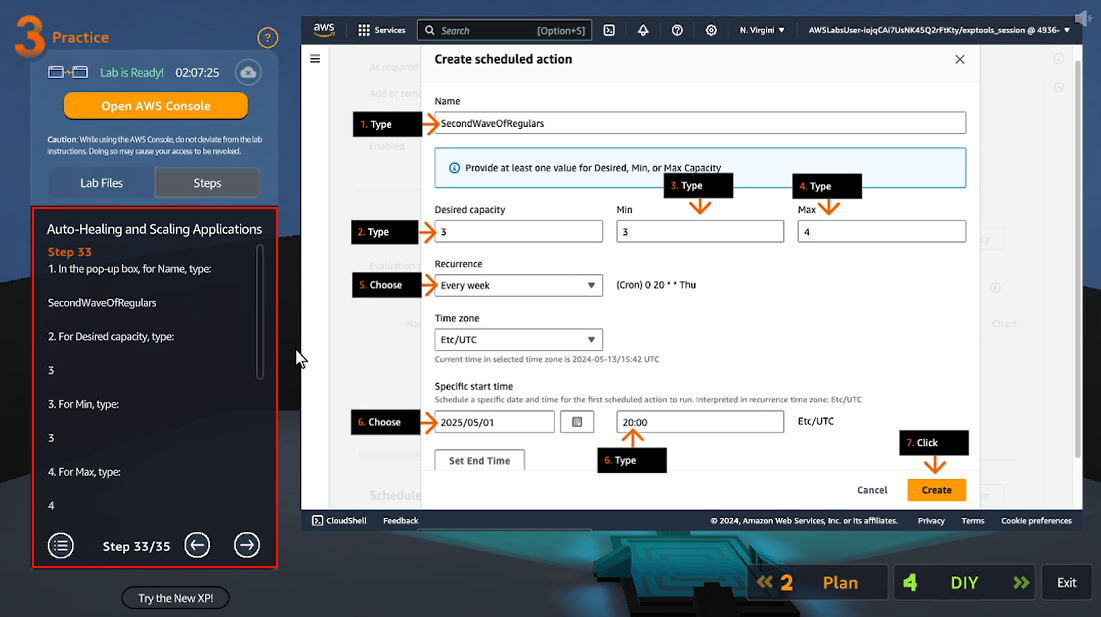 3 Practice
?
Lab is Ready! 02:07:25
Open AWS Console
Caution: While using the AWS Console, do not deviate from the lab
instructions. Doing so may cause your access to be revoked.
Lab Files Steps
Auto-Healing and Scaling Applications
Step 33
1. In the pop-up box, for Name, type:
SecondWaveOfRegulars
2. For Desired capacity, type:
3
3. For Min, type:
3
4. For Max, type:
4
Step 33/35
Try the New XP!
aws Services Search [Option+S] N. Virgini AWSLabsUser-iojqCAi7UsNK45Q2rFtKty/exptools_session @ 4936-
As required
Add or remo
Enabled
Evaluation p
Na
Chart
Schedule
Create scheduled action
Name
1. Type
SecondWaveOfRegulars
Provide at least one value for Desired, Min, or Max Capacity
3. Type 4. Type
Desired capacity Min Max
2. Type
3 3 4
Recurrence
5. Choose
Every week (Cron) 0 20 * * Thu
Time zone
Etc/UTC
Current time in selected time zone is 2024-05-13/15:42 UTC
Specific start time
Schedule a specific date and time for the first scheduled action to run. Interpreted in recurrence time zone: Etc/UTC
6. Choose
2025/05/01 20:00 Etc/UTC
6. Type
7. Click
Set End Time
Cancel Create
CloudShell Feedback © 2024, Amazon Web Services, Inc. or its affiliates. Privacy Terms Cookie preferences
2 Plan 4 DIY Exit